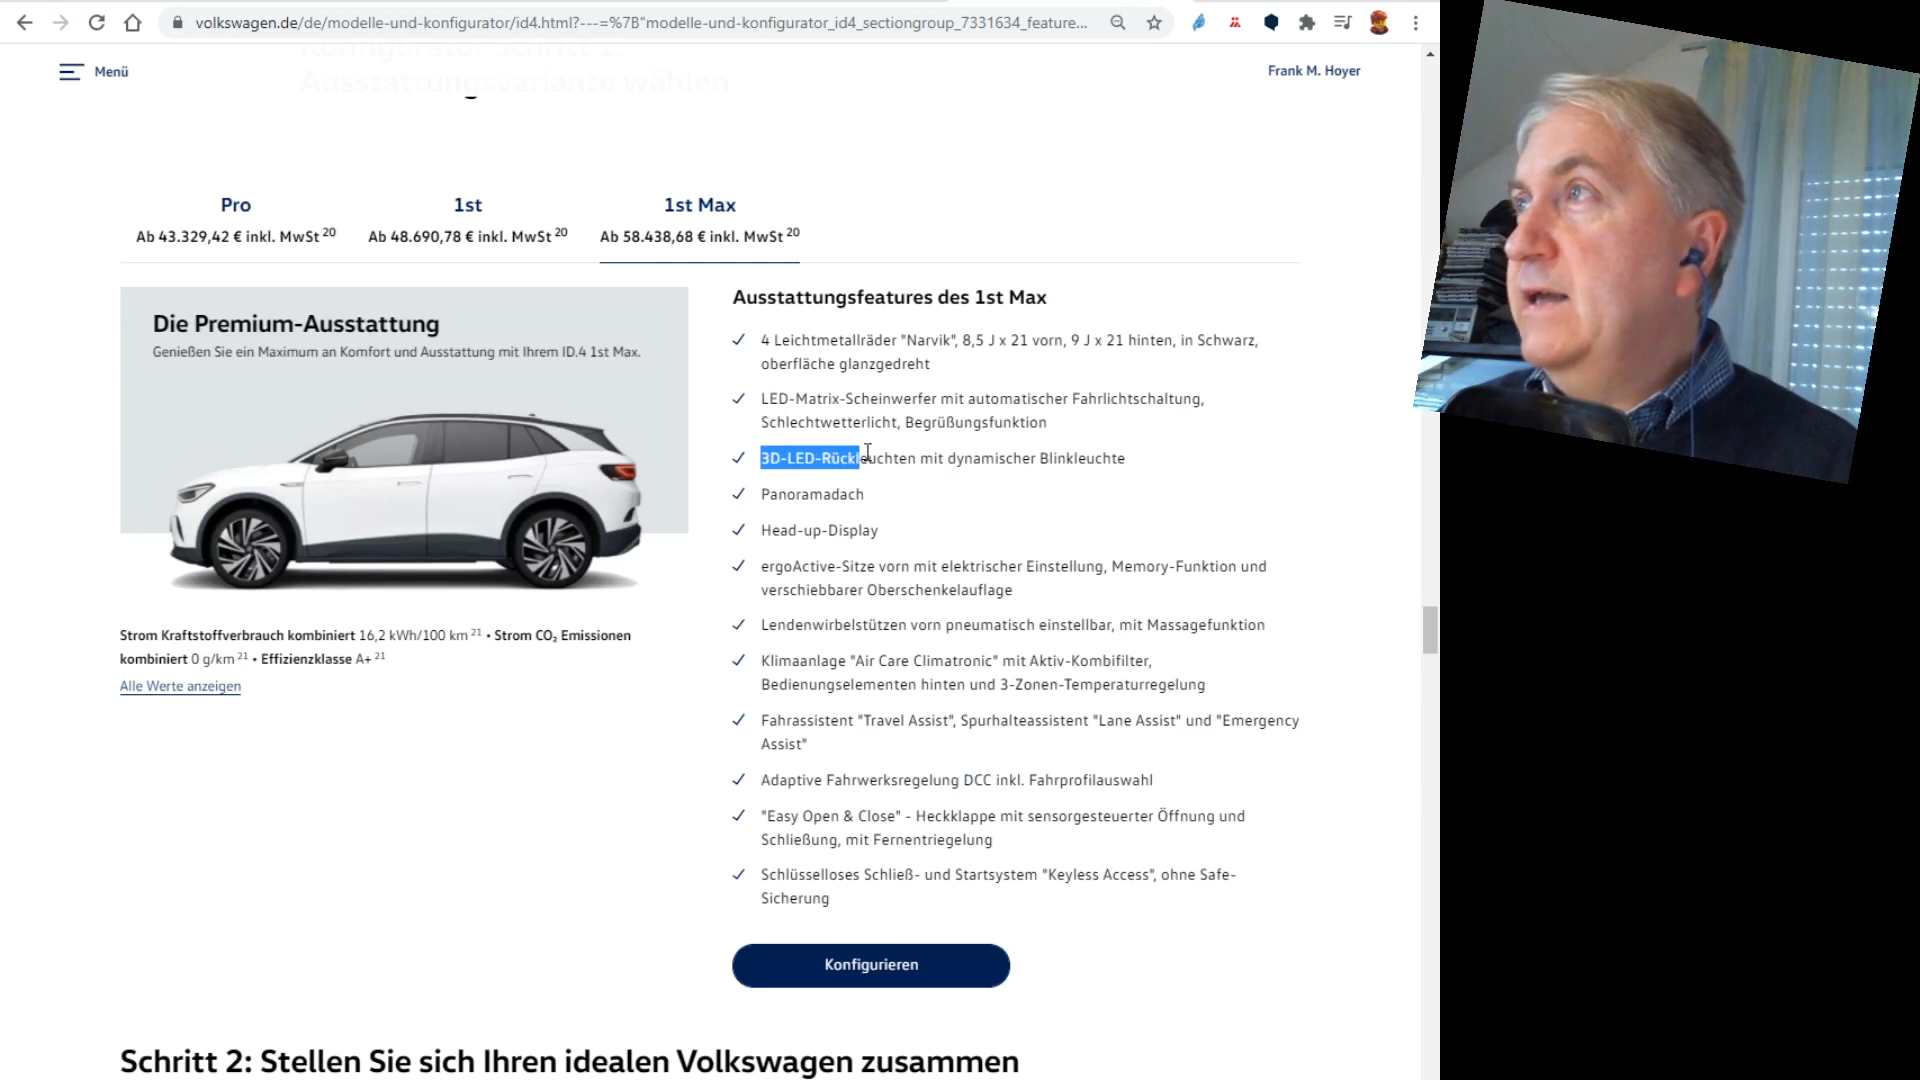 volkswagen.de/de/modelle-und-konfigurator/id4.html?---=%7B"modelle-und-konfigurator_id4_sectiongroup_7331634_feature...
Konfigurator Schritt 1:
Menü
Ausstattungsvariante wählen
Frank M. Hoyer
Pro
1st
1st Max
Ab 43.329,42 € inkl. MwSt 20
Ab 48.690,78 € inkl. MwSt 20
Ab 58.438,68 € inkl. MwSt 20
Die Premium-Ausstattung
Genießen Sie ein Maximum an Komfort und Ausstattung mit Ihrem ID.4 1st Max.
Strom Kraftstoffverbrauch kombiniert 16,2 kWh/100 km 21 • Strom CO₂ Emissionen
kombiniert 0 g/km 21 • Effizienzklasse A+ 21
Alle Werte anzeigen
Ausstattungsfeatures des 1st Max
4 Leichtmetallräder "Narvik", 8,5 J x 21 vorn, 9 J x 21 hinten, in Schwarz,
oberfläche glanzgedreht
LED-Matrix-Scheinwerfer mit automatischer Fahrlichtschaltung,
Schlechtwetterlicht, Begrüßungsfunktion
3D-LED-Rückleuchten mit dynamischer Blinkleuchte
Panoramadach
Head-up-Display
ergoActive-Sitze vorn mit elektrischer Einstellung, Memory-Funktion und
verschiebbarer Oberschenkelauflage
Lendenwirbelstützen vorn pneumatisch einstellbar, mit Massagefunktion
Klimaanlage "Air Care Climatronic" mit Aktiv-Kombifilter,
Bedienungselementen hinten und 3-Zonen-Temperaturregelung
Fahrassistent "Travel Assist", Spurhalteassistent "Lane Assist" und "Emergency
Assist"
Adaptive Fahrwerksregelung DCC inkl. Fahrprofilauswahl
"Easy Open & Close" - Heckklappe mit sensorgesteuerter Öffnung und
Schließung, mit Fernentriegelung
Schlüsselloses Schließ- und Startsystem "Keyless Access", ohne Safe-
Sicherung
Konfigurieren
Schritt 2: Stellen Sie sich Ihren idealen Volkswagen zusammen